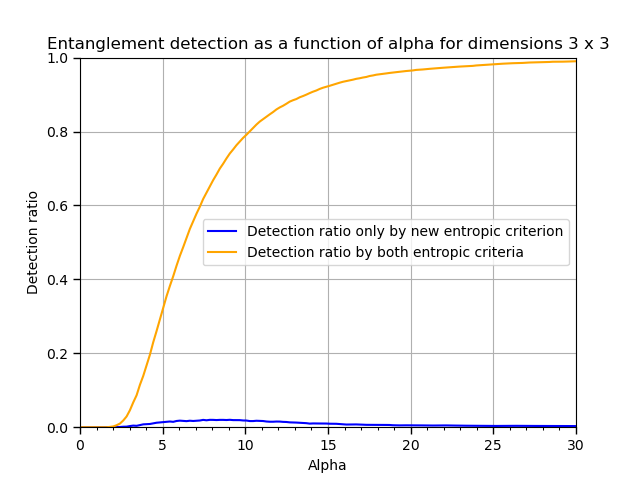 Entanglement detection as a function of alpha for dimensions 3 x 3
1.0
0.8
0.6
0.4
0.2
0.0
Detection ratio
Detection ratio only by new entropic criterion
Detection ratio by both entropic criteria
0 5 10 15 20 25 30
Alpha